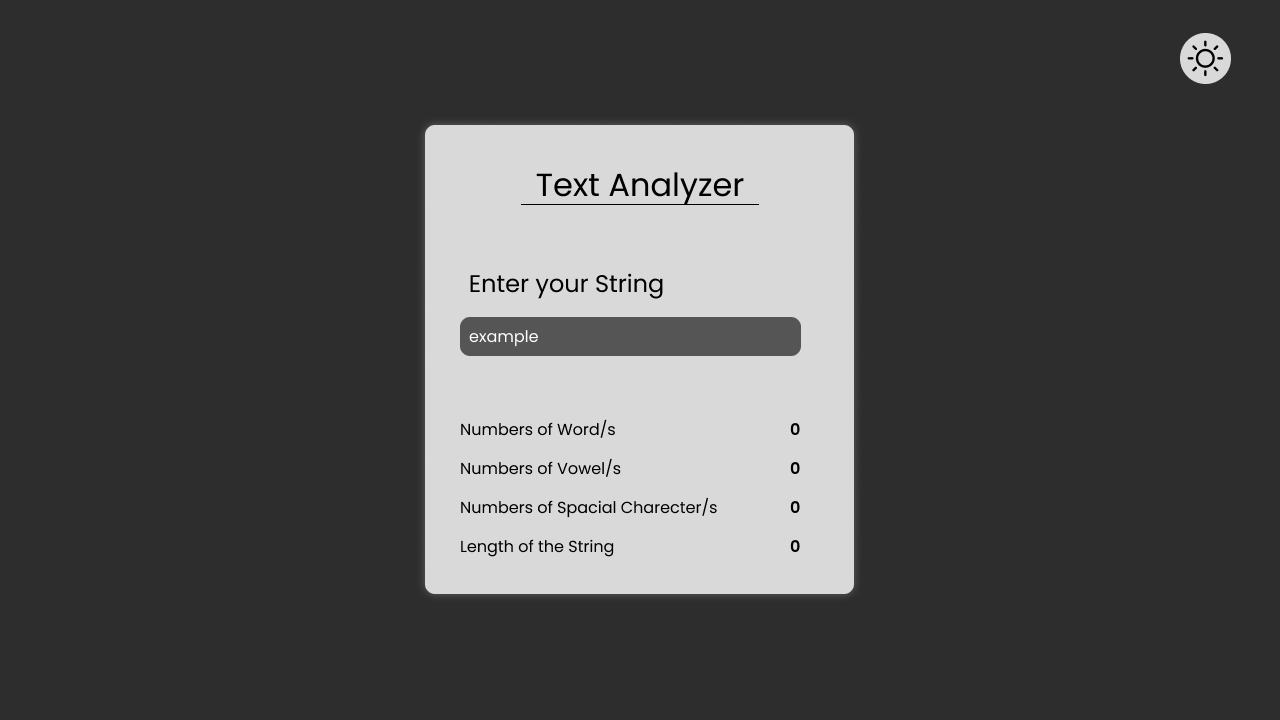 Text Analyzer
Enter your String
example
Numbers of Word/s 0
Numbers of Vowel/s 0
Numbers of Spacial Charecter/s 0
Length of the String 0